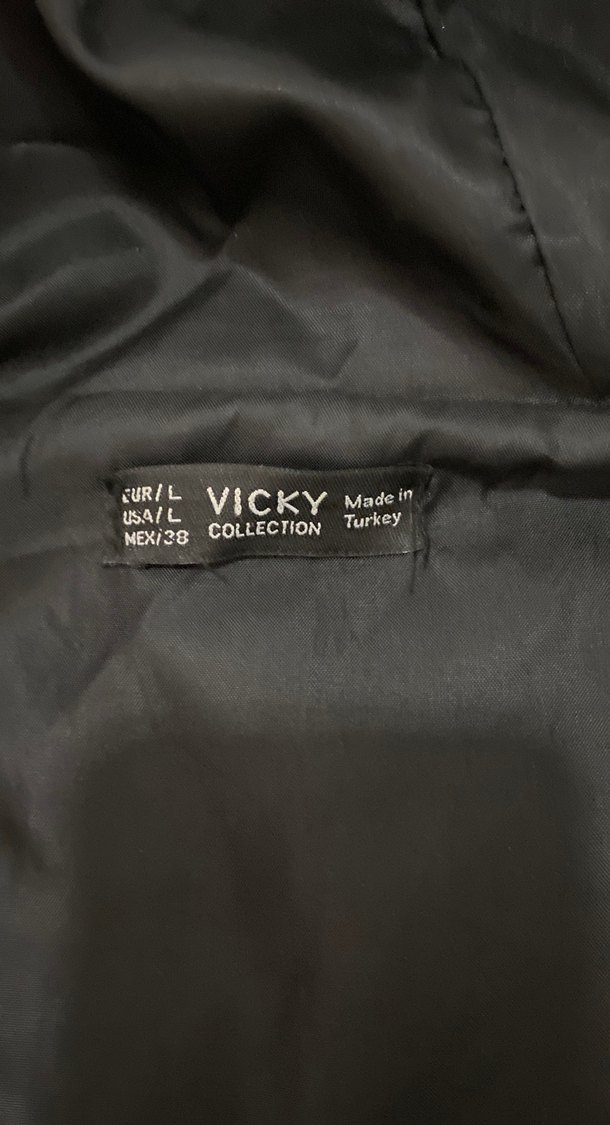 EUR/L
USA/L
MEX/38
VICKY
COLLECTION
Made in
Turkey